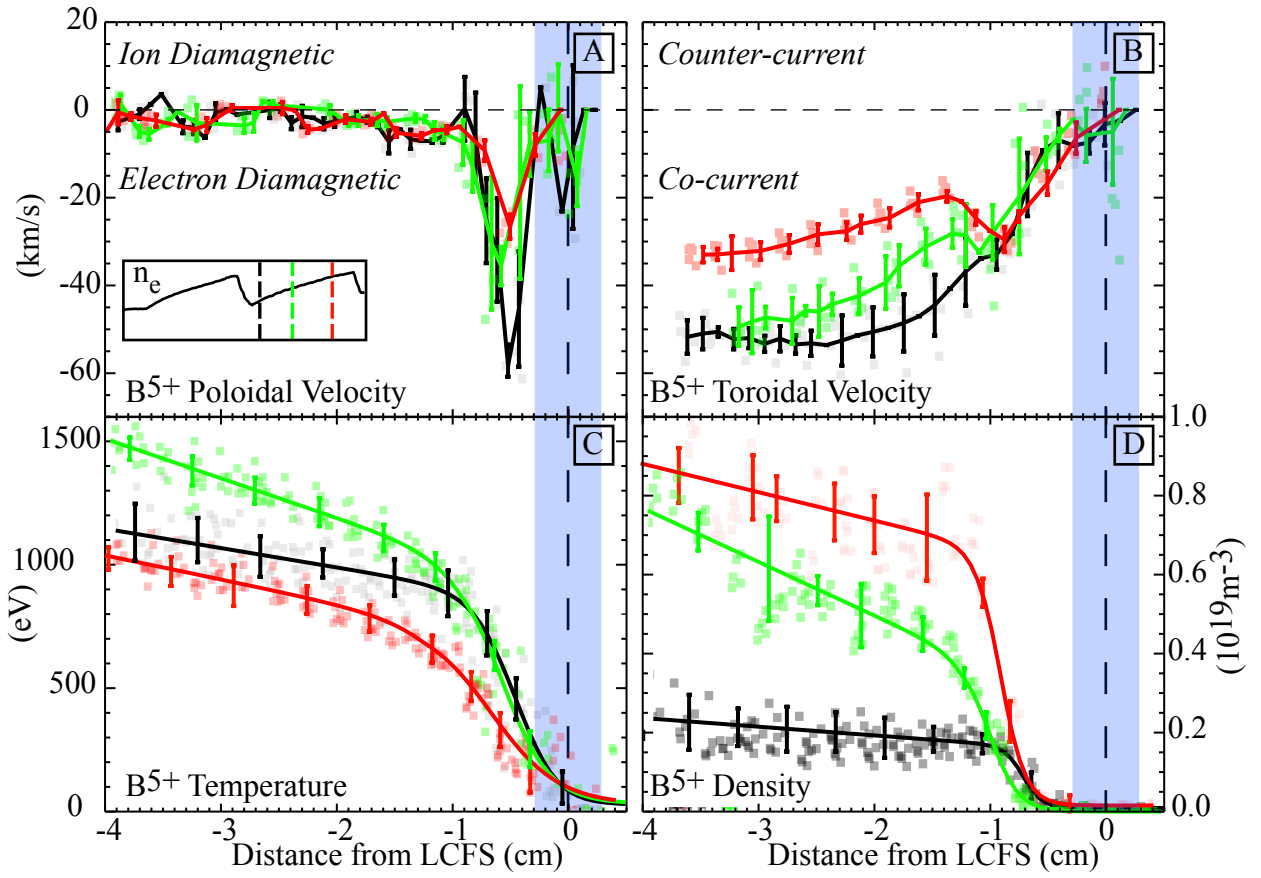 20
0
-20
-40
-60
(km/s)
Ion Diamagnetic
A
Electron Diamagnetic
nₑ
B⁵⁺ Poloidal Velocity
Counter-current
B
Co-current
B⁵⁺ Toroidal Velocity
1500
1000
500
0
(eV)
C
B⁵⁺ Temperature
-4 -3 -2 -1 0
Distance from LCFS (cm)
D
B⁵⁺ Density
1.0
0.8
0.6
0.4
0.2
0.0
(10¹⁹m⁻³)
-4 -3 -2 -1 0
Distance from LCFS (cm)